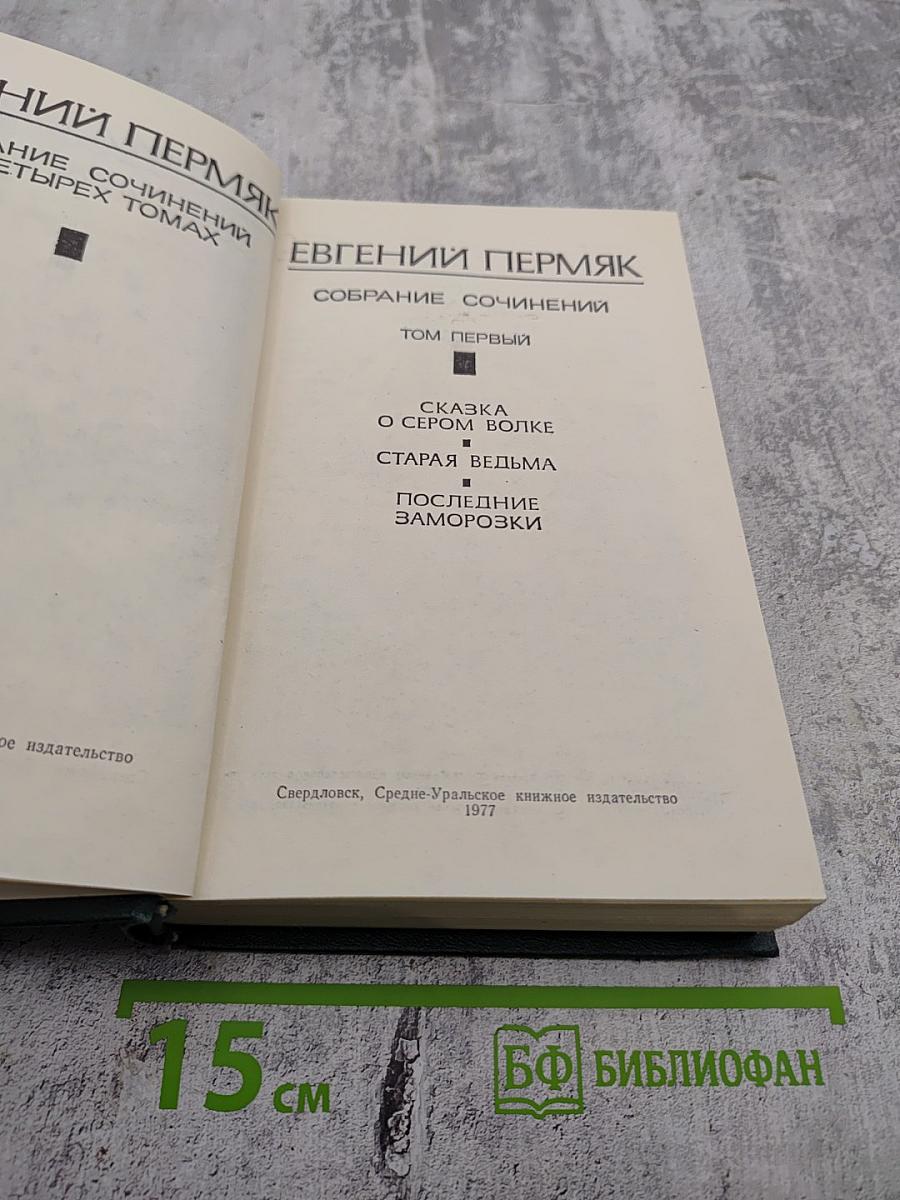 НИЙ ПЕРМЯК
АНИЕ СОЧИНЕНИЙ
ЕТЫРЕХ ТОМАХ
ое издательство
ЕВГЕНИЙ ПЕРМЯК
СОБРАНИЕ СОЧИНЕНИЙ
ТОМ ПЕРВЫЙ
СКАЗКА
О СЕРОМ ВОЛКЕ
СТАРАЯ ВЕДЬМА
ПОСЛЕДНИЕ
ЗАМОРОЗКИ
Свердловск, Средне-Уральское книжное издательство
1977
15 см
БФ БИБЛИОФАН